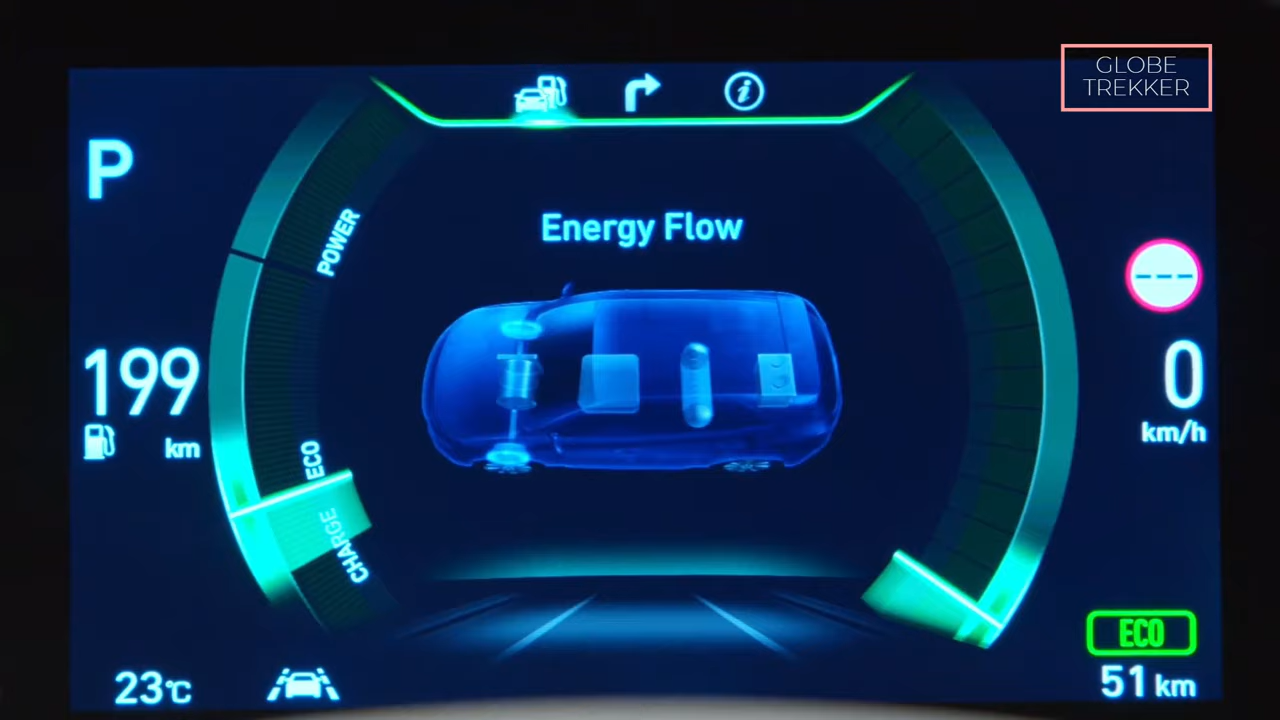 GLOBE
TREKKER
P
POWER
Energy Flow
199
km
ECO
CHARGE
---
0
km/h
ECO
51 km
23°C